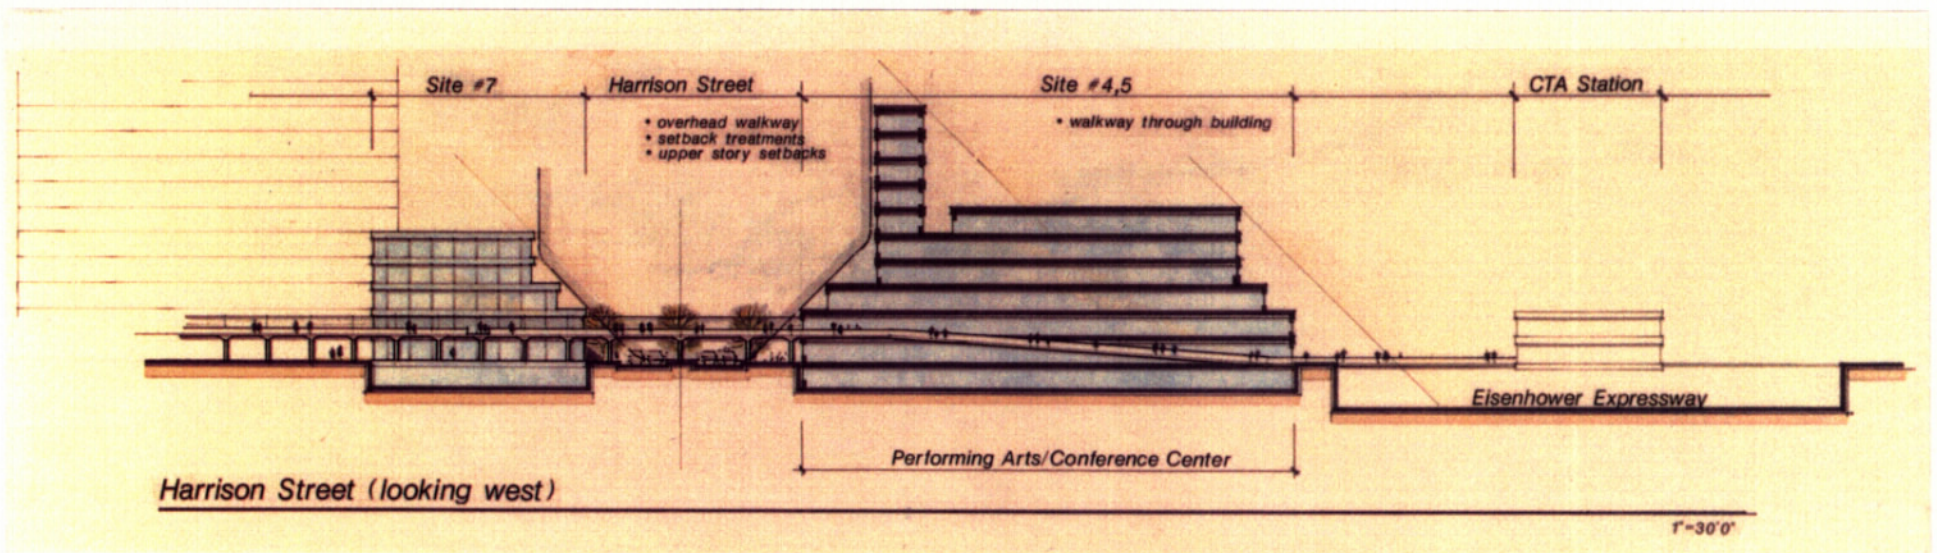 Site #7
Harrison Street
Site #4,5
CTA Station
• overhead walkway
• setback treatments
• upper story setbacks
• walkway through building
Eisenhower Expressway
Performing Arts/Conference Center
Harrison Street (looking west)
1"=30'0"